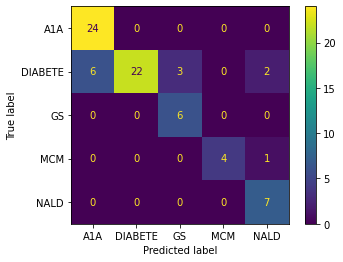 A1A 24 0 0 0 0
DIABETE 6 22 3 0 2
GS 0 0 6 0 0
MCM 0 0 0 4 1
NALD 0 0 0 0 7
A1A DIABETE GS MCM NALD
Predicted label
True label
20
15
10
5
0